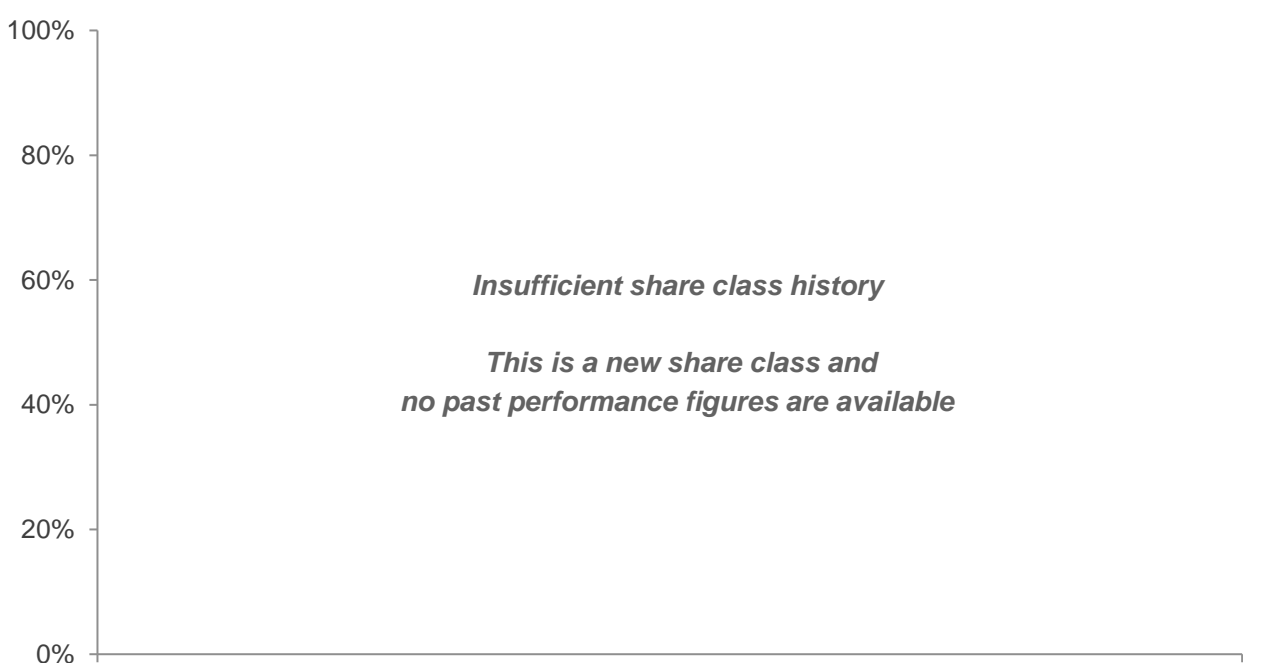 100%
80%
60%
Insufficient share class history
This is a new share class and
40%
no past performance figures are available
20%
0%